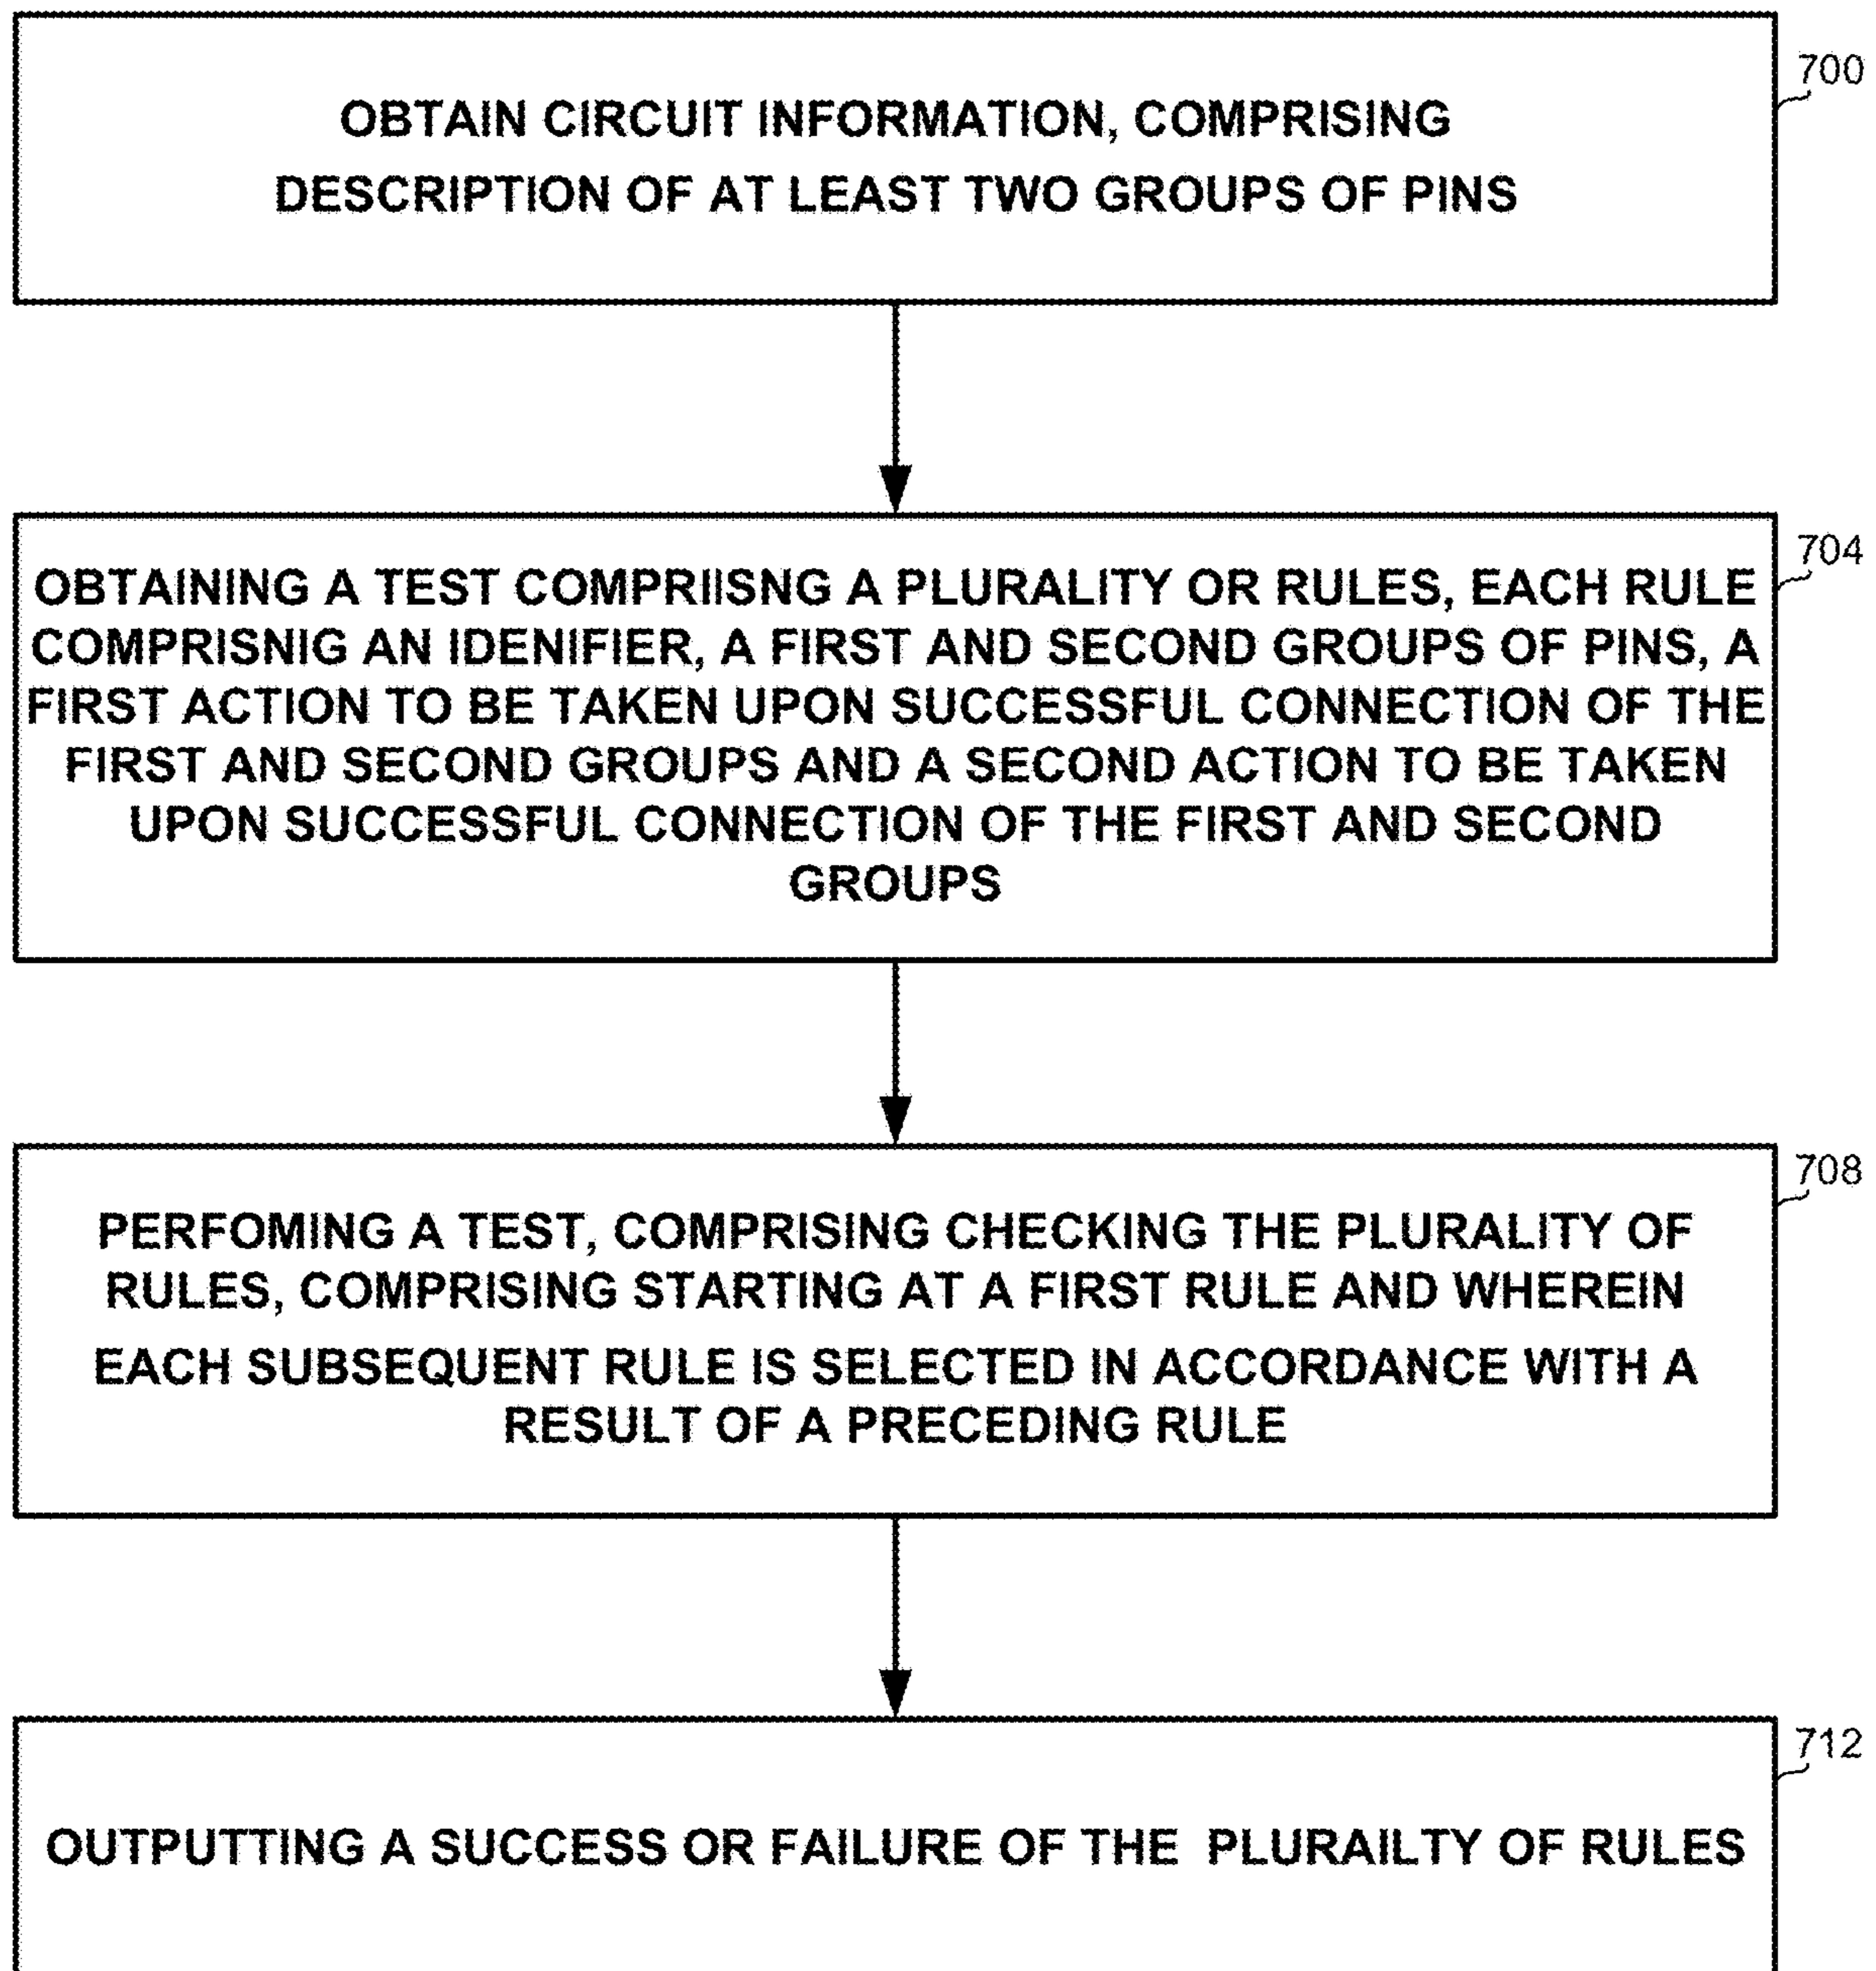 700
OBTAIN CIRCUIT INFORMATION, COMPRISING
DESCRIPTION OF AT LEAST TWO GROUPS OF PINS
704
OBTAINING A TEST COMPRIISNG A PLURALITY OR RULES, EACH RULE
COMPRISNIG AN IDENIFIER, A FIRST AND SECOND GROUPS OF PINS, A
FIRST ACTION TO BE TAKEN UPON SUCCESSFUL CONNECTION OF THE
FIRST AND SECOND GROUPS AND A SECOND ACTION TO BE TAKEN
UPON SUCCESSFUL CONNECTION OF THE FIRST AND SECOND
GROUPS
708
PERFOMING A TEST, COMPRISING CHECKING THE PLURALITY OF
RULES, COMPRISING STARTING AT A FIRST RULE AND WHEREIN
EACH SUBSEQUENT RULE IS SELECTED IN ACCORDANCE WITH A
RESULT OF A PRECEDING RULE
712
OUTPUTTING A SUCCESS OR FAILURE OF THE PLURAILTY OF RULES